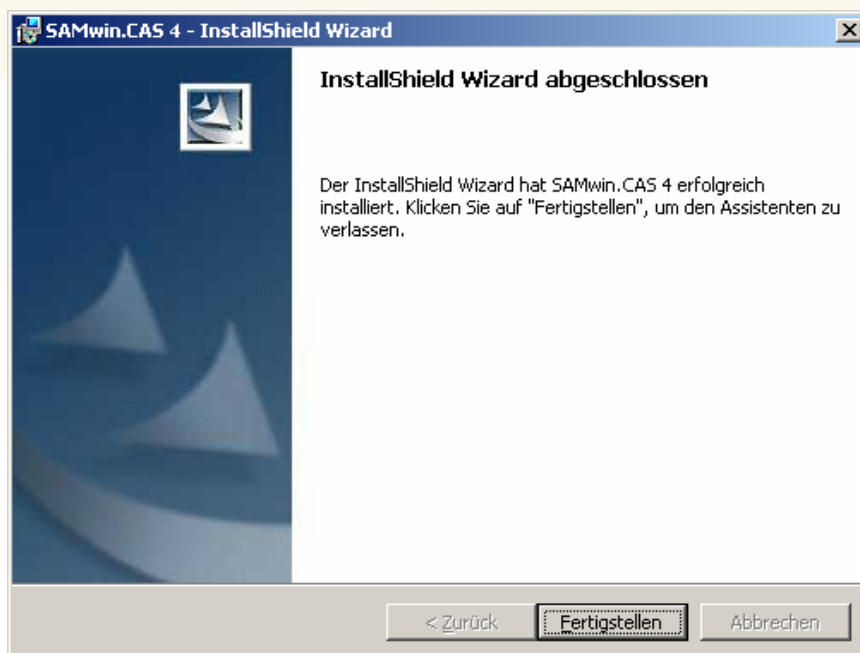 SAMwin.CAS 4 - InstallShield Wizard
InstallShield Wizard abgeschlossen
Der InstallShield Wizard hat SAMwin.CAS 4 erfolgreich
installiert. Klicken Sie auf "Fertigstellen", um den Assistenten zu
verlassen.
< Zurück
Fertigstellen
Abbrechen